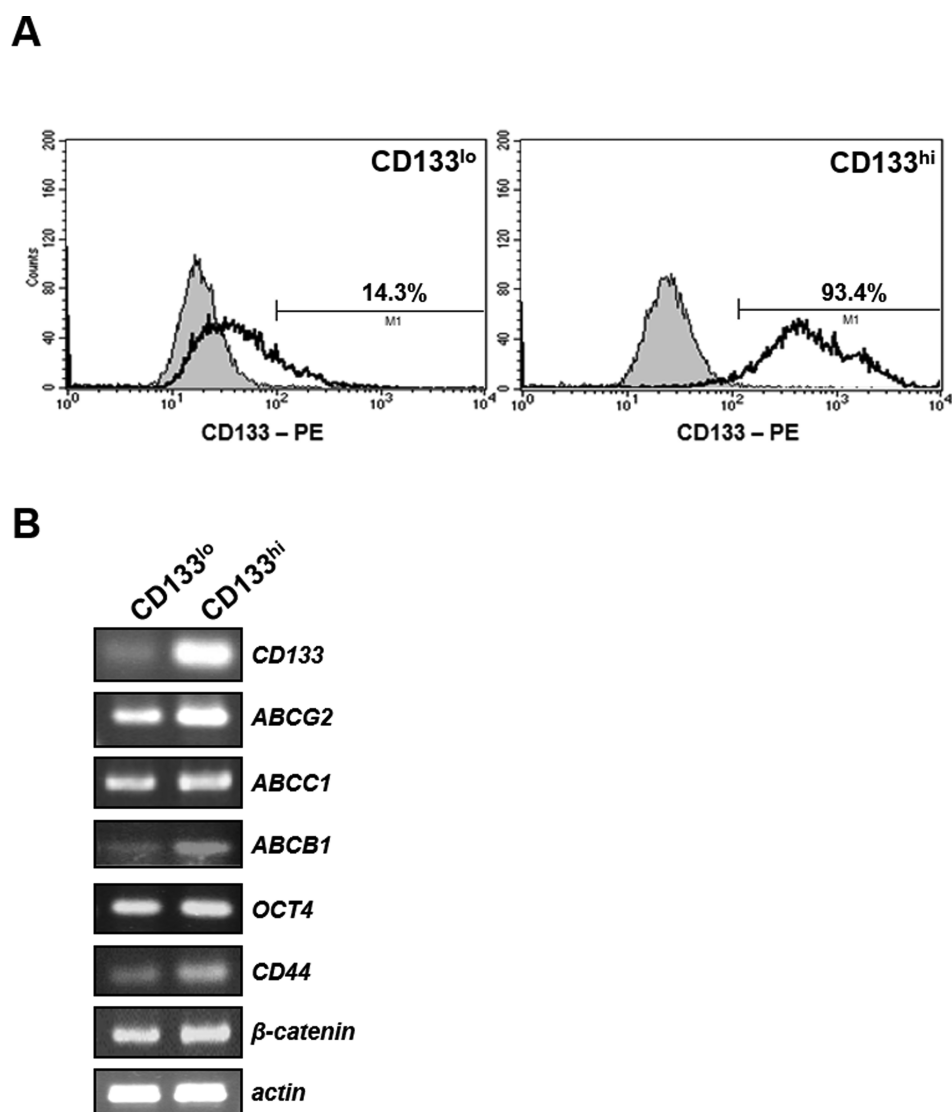 A
CD133lo
CD133hi
200
160
120
80
40
0
Counts
14.3%
M1
10⁰ 10¹ 10² 10³ 10⁴
CD133 – PE
200
160
120
80
40
0
93.4%
M1
10⁰ 10¹ 10² 10³ 10⁴
CD133 – PE
B
CD133lo
CD133hi
CD133
ABCG2
ABCC1
ABCB1
OCT4
CD44
β-catenin
actin